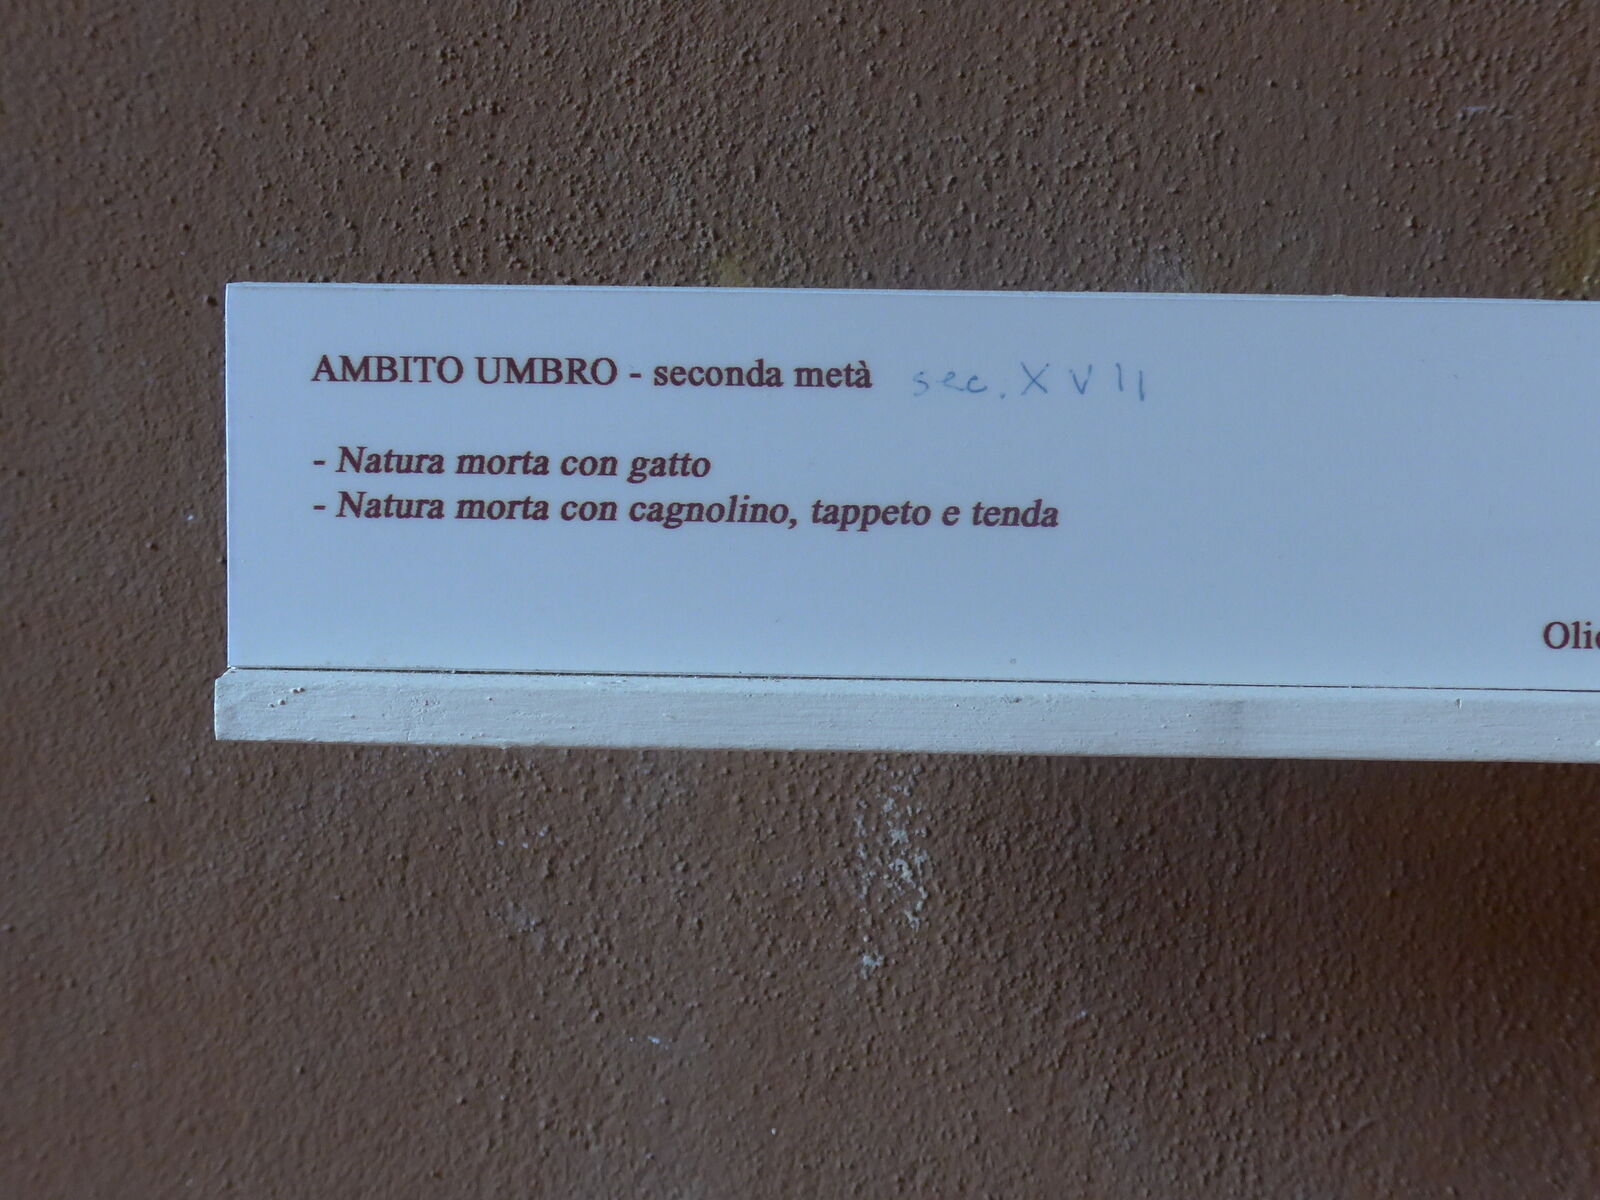 AMBITO UMBRO - seconda metà sec. XVII
- Natura morta con gatto
- Natura morta con cagnolino, tappeto e tenda